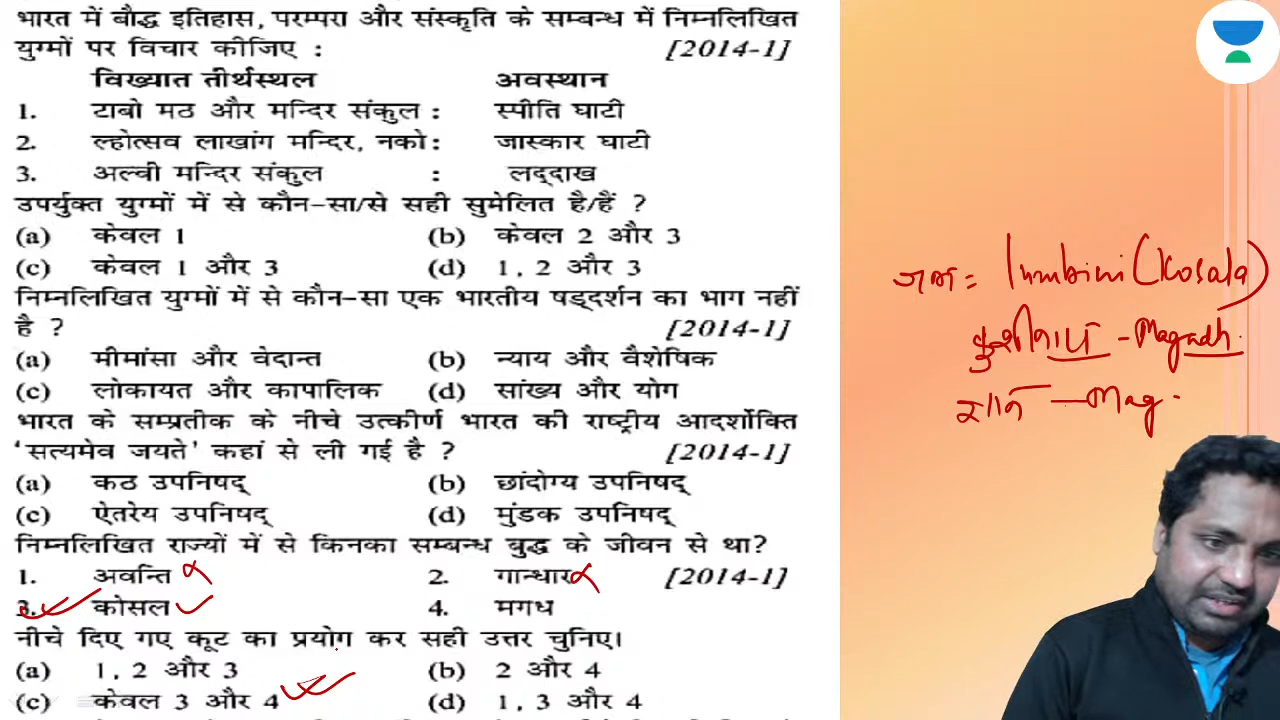 भारत में बौद्ध इतिहास, परम्परा और संस्कृति के सम्बन्ध में निम्नलिखित
युग्मों पर विचार कीजिए : [2014-1]
विख्यात तीर्थस्थल अवस्थान
1. टाबो मठ और मन्दिर संकुल : स्पीति घाटी
2. ल्होत्सव लाखांग मन्दिर, नको : जास्कार घाटी
3. अल्ची मन्दिर संकुल : लद्दाख
उपर्युक्त युग्मों में से कौन-सा/से सही सुमेलित है/हैं ?
(a) केवल 1 (b) केवल 2 और 3
(c) केवल 1 और 3 (d) 1, 2 और 3
निम्नलिखित युग्मों में से कौन-सा एक भारतीय षड्दर्शन का भाग नहीं
है ? [2014-1]
(a) मीमांसा और वेदान्त (b) न्याय और वैशेषिक
(c) लोकायत और कापालिक (d) सांख्य और योग
भारत के सम्प्रतीक के नीचे उत्कीर्ण भारत की राष्ट्रीय आदर्शोक्ति
'सत्यमेव जयते' कहां से ली गई है ? [2014-1]
(a) कठ उपनिषद् (b) छांदोग्य उपनिषद्
(c) ऐतरेय उपनिषद् (d) मुंडक उपनिषद्
निम्नलिखित राज्यों में से किनका सम्बन्ध बुद्ध के जीवन से था?
1. अवन्ति 2. गान्धार [2014-1]
3. कोसल 4. मगध
नीचे दिए गए कूट का प्रयोग कर सही उत्तर चुनिए।
(a) 1, 2 और 3 (b) 2 और 4
(c) केवल 3 और 4 (d) 1, 3 और 4
= lumbini (Kosala)
- Magadh.
— Mag.